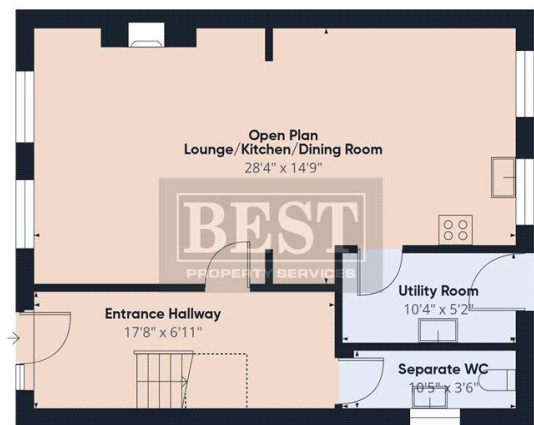 Open Plan
Lounge/Kitchen/Dining Room
28'4" x 14'9"
BEST
PROPERTY SERVICES
Utility Room
10'4" x 5'2"
Entrance Hallway
17'8" x 6'11"
Separate WC
10'5" x 3'6"